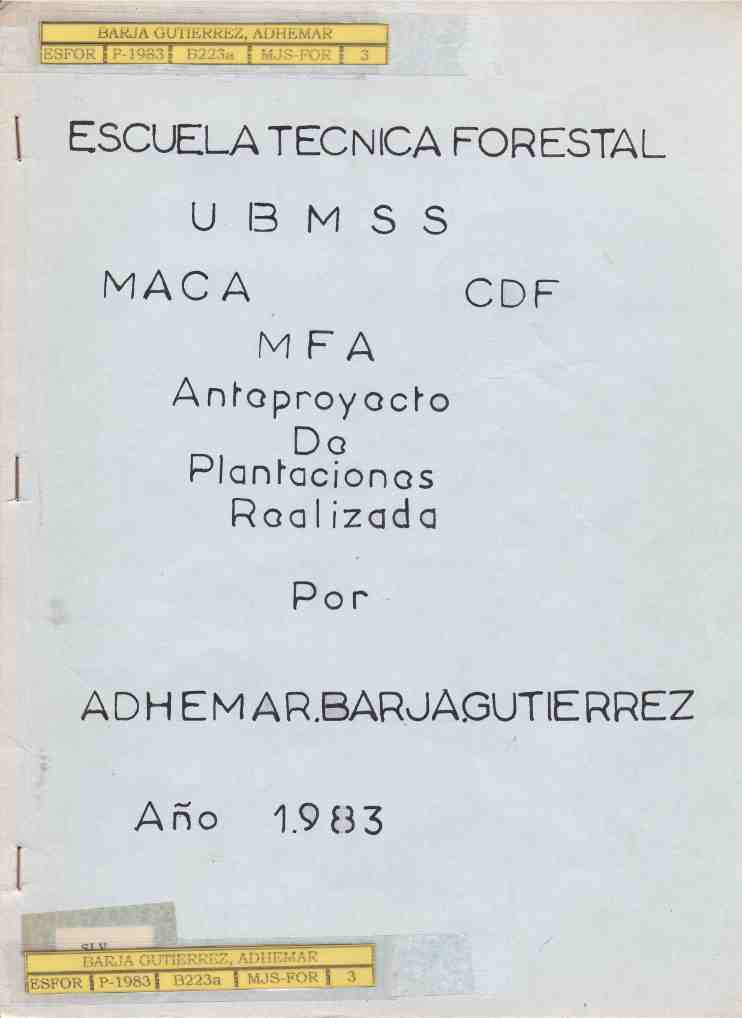 BARJA GUTIERREZ, ADHEMAR
ESFOR P-1983 B223a MJS-FOR 3
ESCUELA TECNICA FORESTAL
U B M S S
MACA CDF
MFA
Anteproyecto
De
Plantaciones
Realizada
Por
ADHEMAR.BARJA.GUTIERREZ
Año 1.983
SLV
BARJA GUTIERREZ, ADHEMAR
ESFOR P-1983 B223a MJS-FOR 3